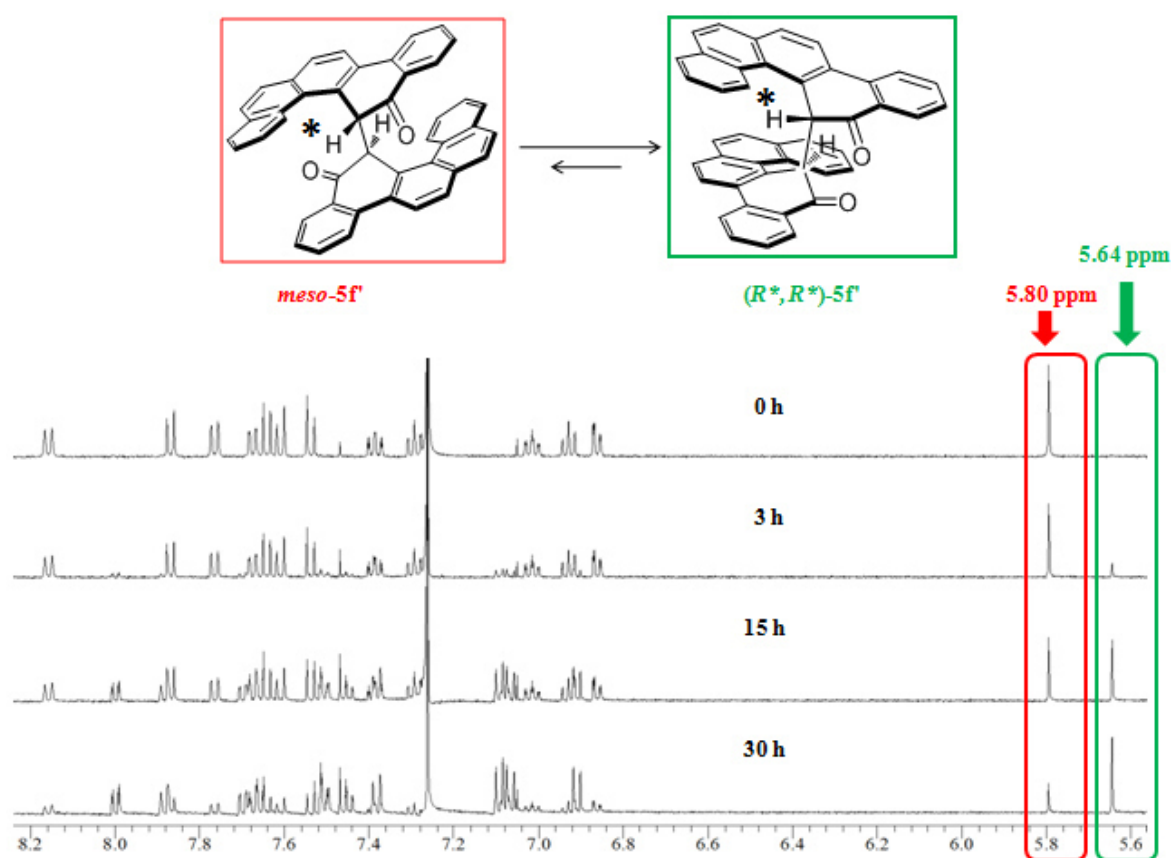 * H H O
O
* H H O
O
5.64 ppm
meso-5f' (R*,R*)-5f' 5.80 ppm
0 h
3 h
15 h
30 h
8.2 8.0 7.8 7.6 7.4 7.2 7.0 6.8 6.6 6.4 6.2 6.0 5.8 5.6